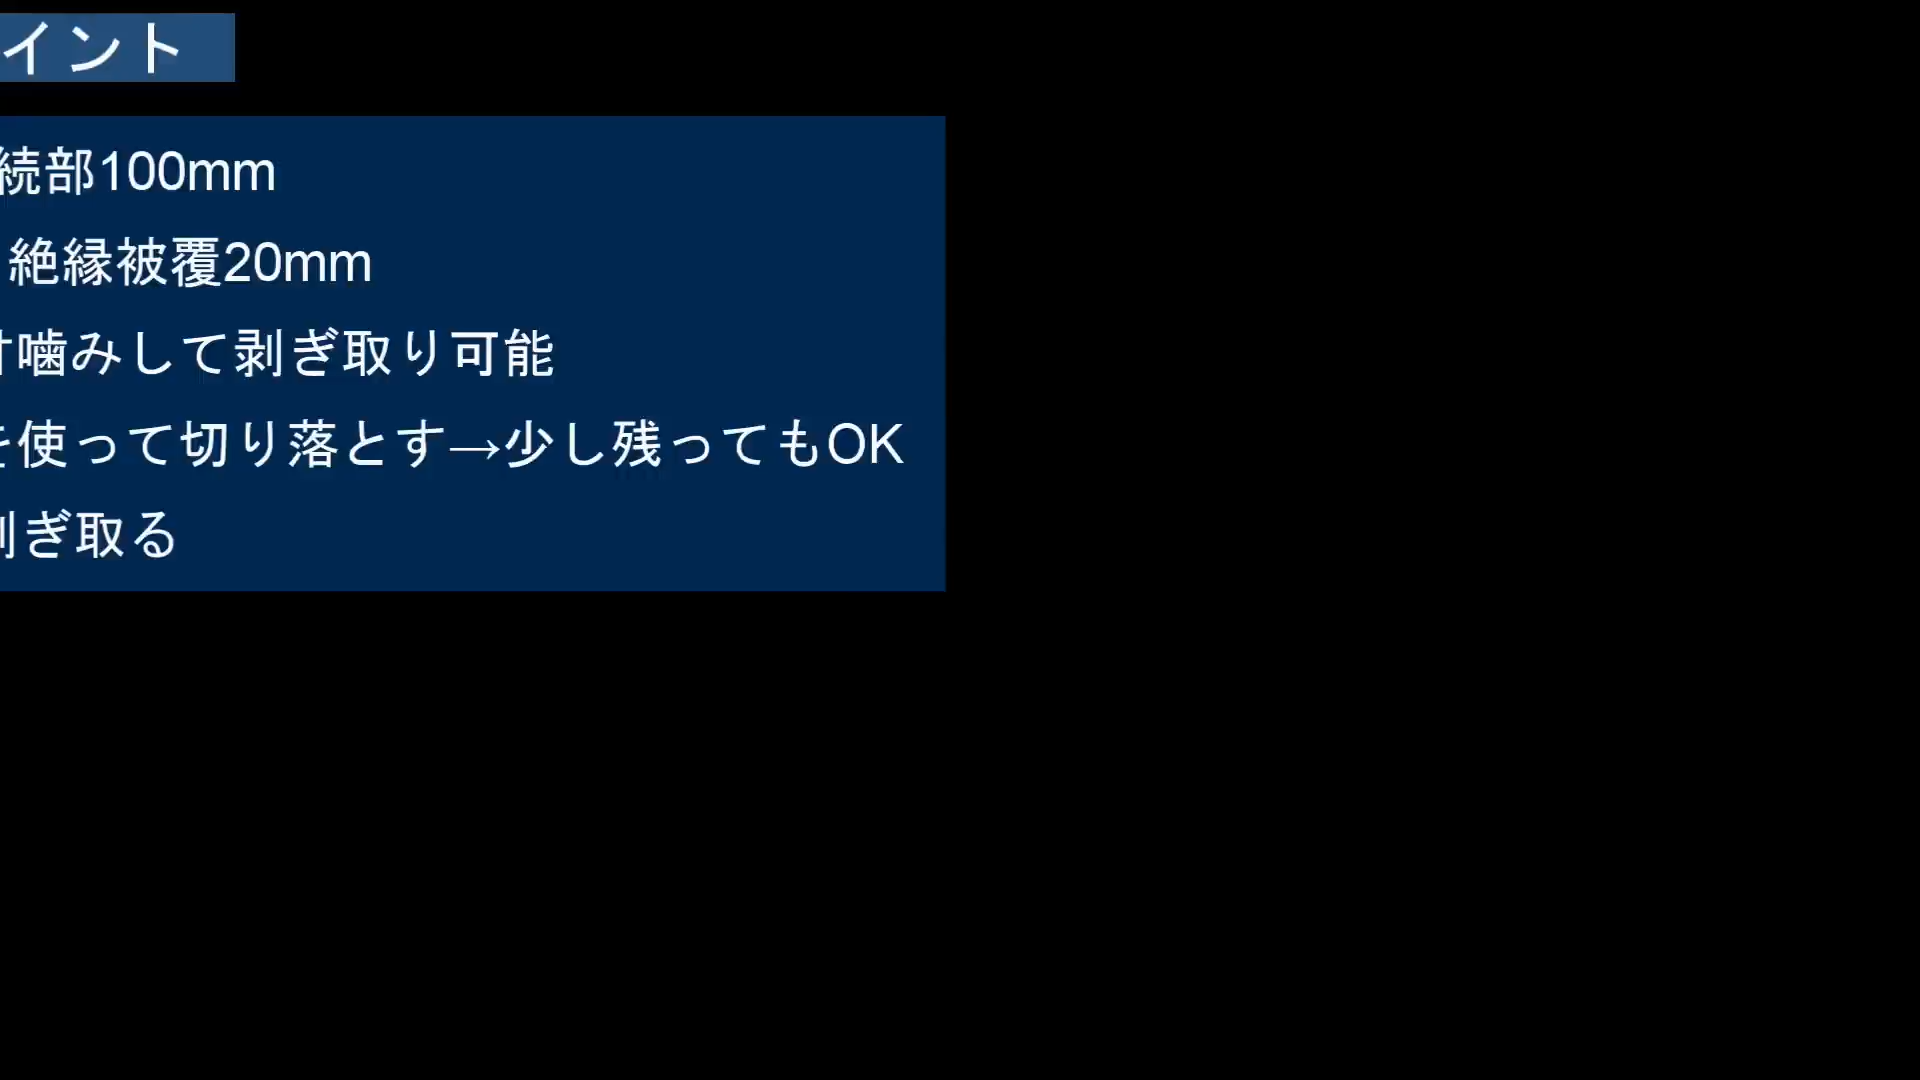 イント
続部100mm
絶縁被覆20mm
噛みして剥ぎ取り可能
使って切り落とす→少し残ってもOK
ぎ取る